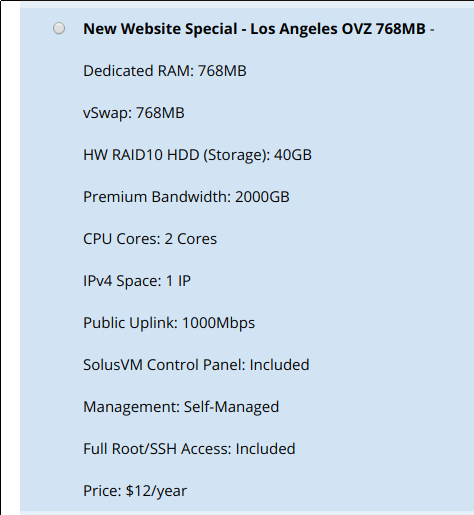 New Website Special - Los Angeles OVZ 768MB -
Dedicated RAM: 768MB
vSwap: 768MB
HW RAID10 HDD (Storage): 40GB
Premium Bandwidth: 2000GB
CPU Cores: 2 Cores
IPv4 Space: 1 IP
Public Uplink: 1000Mbps
SolusVM Control Panel: Included
Management: Self-Managed
Full Root/SSH Access: Included
Price: $12/year